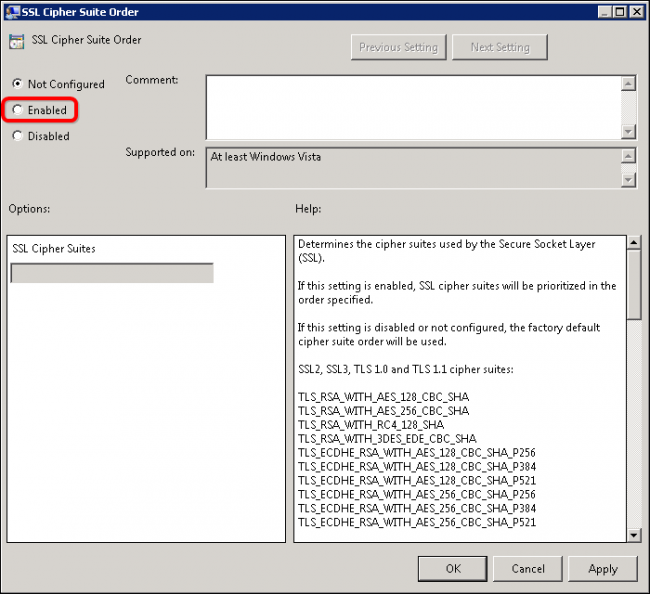 SSL Cipher Suite Order
SSL Cipher Suite Order
Previous Setting
Next Setting
Not Configured
Comment:
Enabled
Disabled
Supported on:
At least Windows Vista
Options:
Help:
SSL Cipher Suites
Determines the cipher suites used by the Secure Socket Layer
(SSL).
If this setting is enabled, SSL cipher suites will be prioritized in the
order specified.
If this setting is disabled or not configured, the factory default
cipher suite order will be used.
SSL2, SSL3, TLS 1.0 and TLS 1.1 cipher suites:
TLS_RSA_WITH_AES_128_CBC_SHA
TLS_RSA_WITH_AES_256_CBC_SHA
TLS_RSA_WITH_RC4_128_SHA
TLS_RSA_WITH_3DES_EDE_CBC_SHA
TLS_ECDHE_RSA_WITH_AES_128_CBC_SHA_P256
TLS_ECDHE_RSA_WITH_AES_128_CBC_SHA_P384
TLS_ECDHE_RSA_WITH_AES_128_CBC_SHA_P521
TLS_ECDHE_RSA_WITH_AES_256_CBC_SHA_P256
TLS_ECDHE_RSA_WITH_AES_256_CBC_SHA_P384
TLS_ECDHE_RSA_WITH_AES_256_CBC_SHA_P521
OK
Cancel
Apply